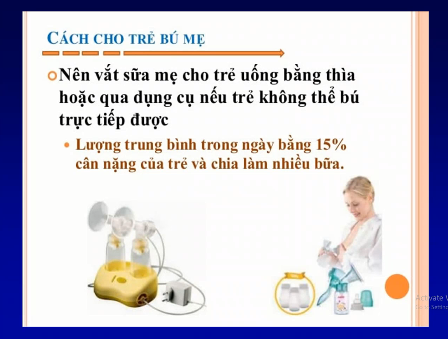 CÁCH CHO TRẺ BÚ MẸ
Nên vắt sữa mẹ cho trẻ uống bằng thìa
hoặc qua dụng cụ nếu trẻ không thể bú
trực tiếp được
• Lượng trung bình trong ngày bằng 15%
cân nặng của trẻ và chia làm nhiều bữa.